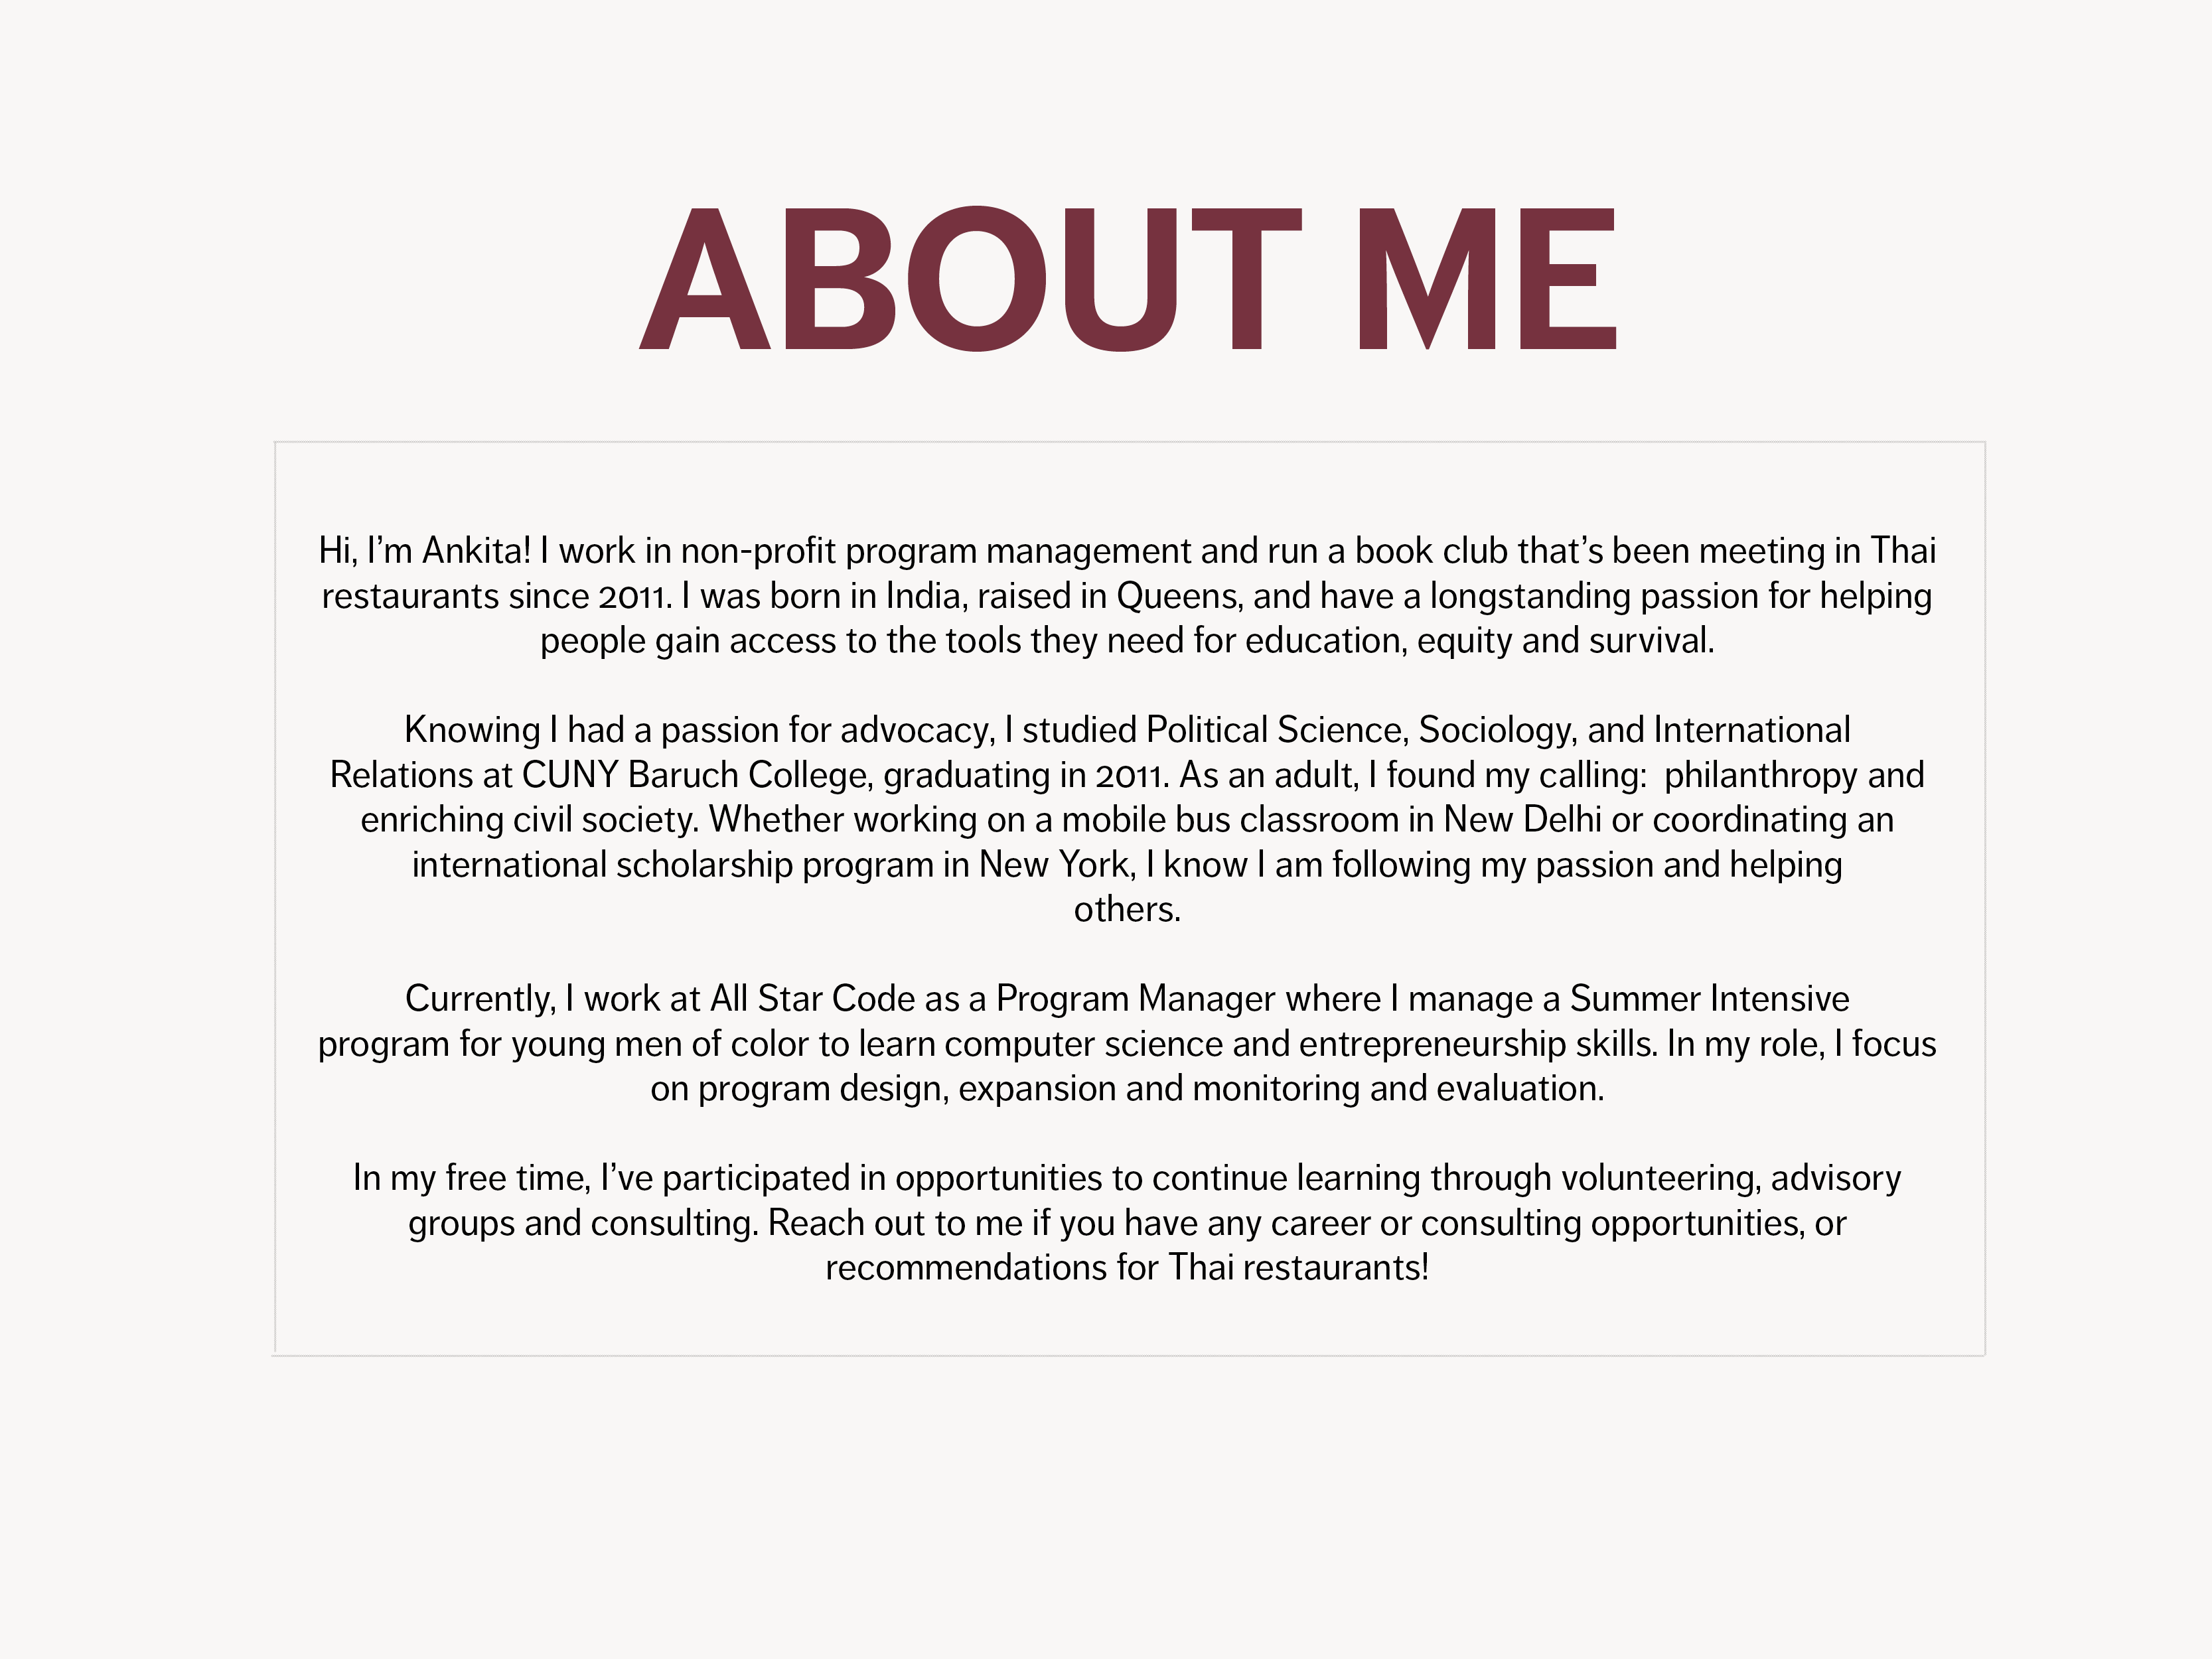 ABOUT ME
Hi, I’m Ankita! I work in non-profit program management and run a book club that’s been meeting in Thai
restaurants since 2011. I was born in India, raised in Queens, and have a longstanding passion for helping
people gain access to the tools they need for education, equity and survival.
Knowing I had a passion for advocacy, I studied Political Science, Sociology, and International
Relations at CUNY Baruch College, graduating in 2011. As an adult, I found my calling:  philanthropy and
enriching civil society. Whether working on a mobile bus classroom in New Delhi or coordinating an
international scholarship program in New York, I know I am following my passion and helping
others.
Currently, I work at All Star Code as a Program Manager where I manage a Summer Intensive
program for young men of color to learn computer science and entrepreneurship skills. In my role, I focus
on program design, expansion and monitoring and evaluation.
In my free time, I’ve participated in opportunities to continue learning through volunteering, advisory
groups and consulting. Reach out to me if you have any career or consulting opportunities, or
recommendations for Thai restaurants!